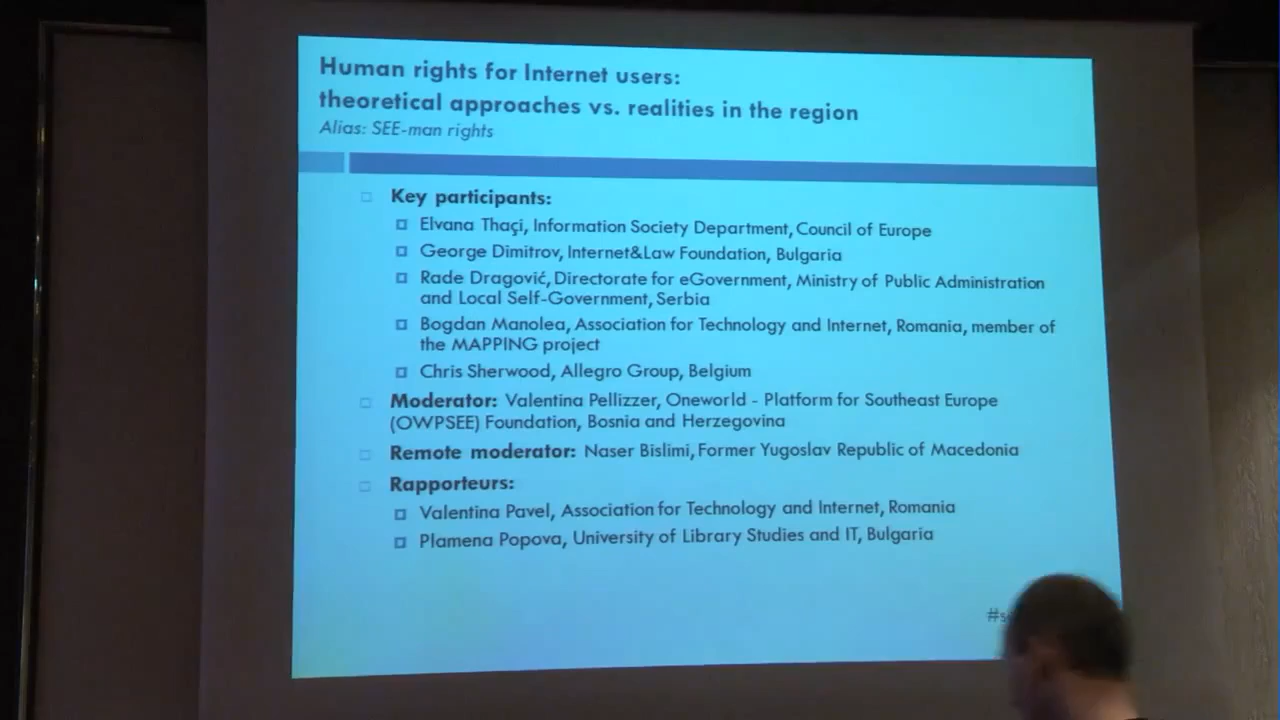 Human rights for Internet users:
theoretical approaches vs. realities in the region
Alias: SEE-man rights
Key participants:
Elvana Thaçi, Information Society Department, Council of Europe
George Dimitrov, Internet&Law Foundation, Bulgaria
Rade Dragović, Directorate for eGovernment, Ministry of Public Administration
and Local Self-Government, Serbia
Bogdan Manolea, Association for Technology and Internet, Romania, member of
the MAPPING project
Chris Sherwood, Allegro Group, Belgium
Moderator: Valentina Pellizzer, Oneworld - Platform for Southeast Europe
(OWPSEE) Foundation, Bosnia and Herzegovina
Remote moderator: Naser Bislimi, Former Yugoslav Republic of Macedonia
Rapporteurs:
Valentina Pavel, Association for Technology and Internet, Romania
Plamena Popova, University of Library Studies and IT, Bulgaria